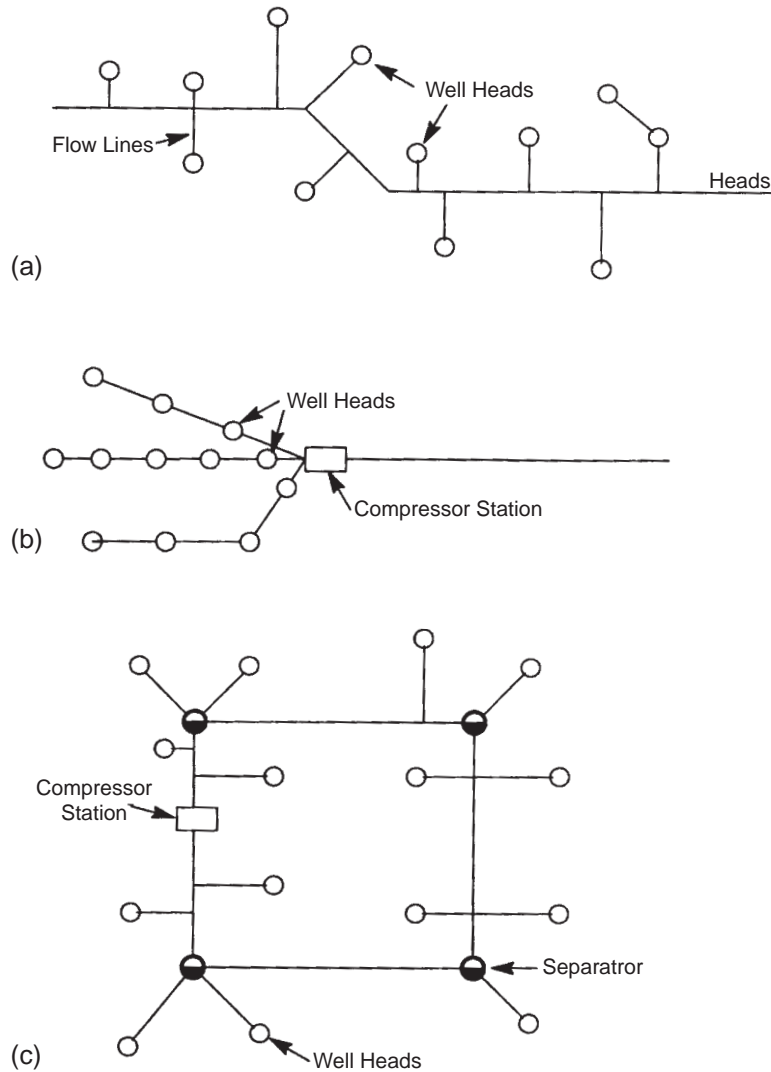 Well Heads
Flow Lines
Heads
(a)
Well Heads
Compressor Station
(b)
Compressor
Station
Separatror
Well Heads
(c)